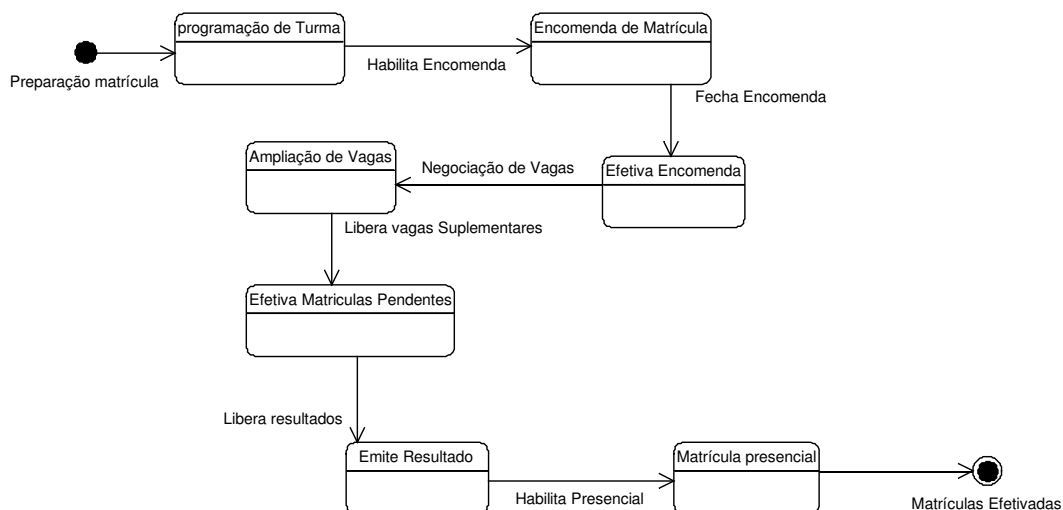 programação de Turma
Encomenda de Matrícula
Preparação matrícula
Habilita Encomenda
Fecha Encomenda
Ampliação de Vagas
Negociação de Vagas
Efetiva Encomenda
Libera vagas Suplementares
Efetiva Matriculas Pendentes
Libera resultados
Emite Resultado
Matrícula presencial
Habilita Presencial
Matrículas Efetivadas